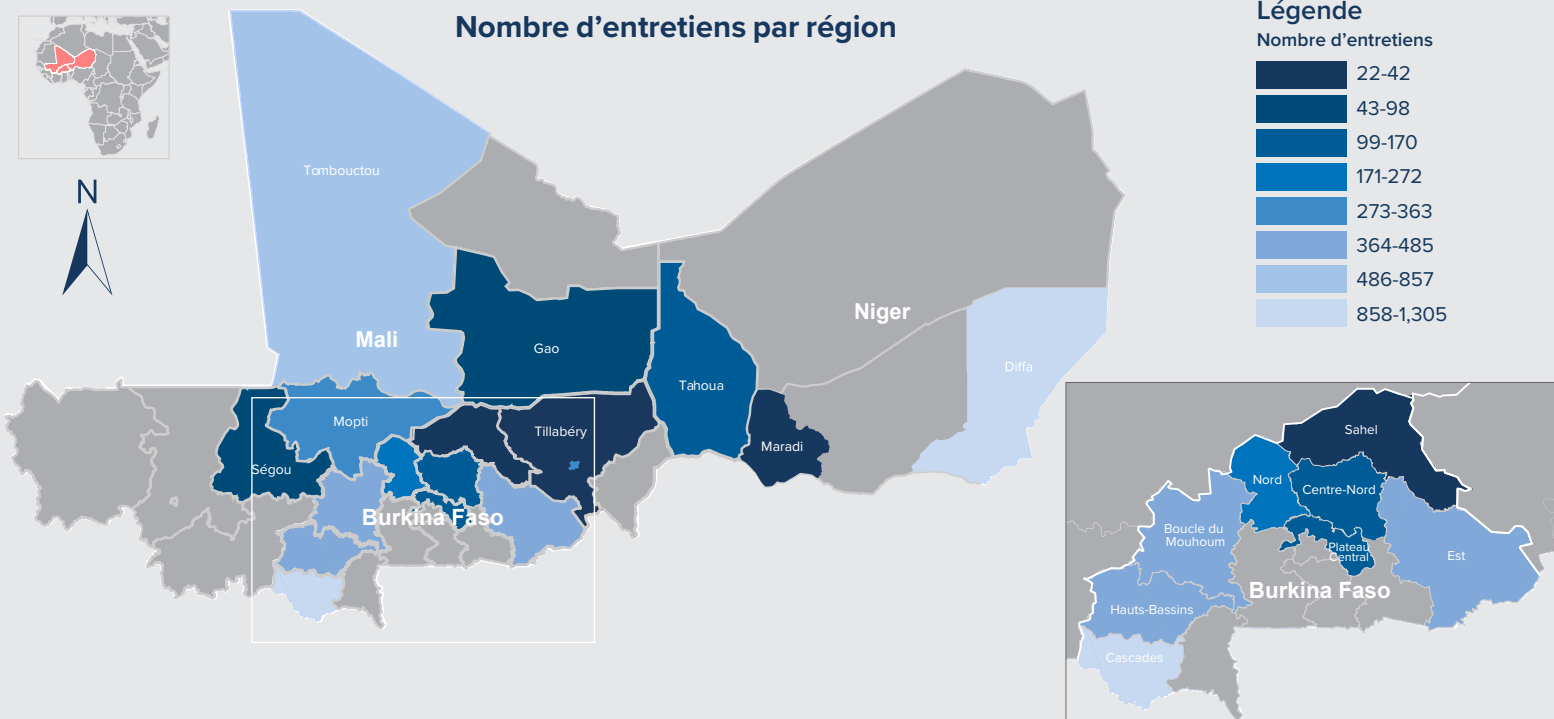 Nombre d’entretiens par région
Légende
Nombre d’entretiens
22-42
43-98
99-170
171-272
273-363
364-485
486-857
858-1,305
N
Tombouctou
Mali
Gao
Niger
Diffa
Tahoua
Mopti
Tillabéry
Maradi
Ségou
Burkina Faso
Sahel
Nord
Centre-Nord
Boucle du
Mouhoum
Plateau
Central
Est
Burkina Faso
Hauts-Bassins
Cascades